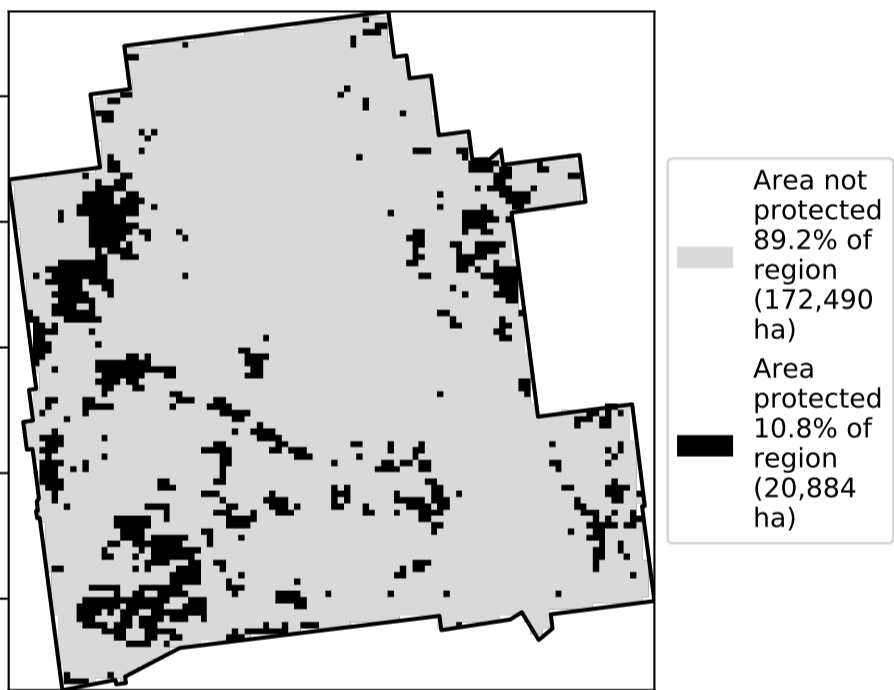 Area not
protected
89.2% of
region
(172,490
ha)
Area
protected
10.8% of
region
(20,884
ha)